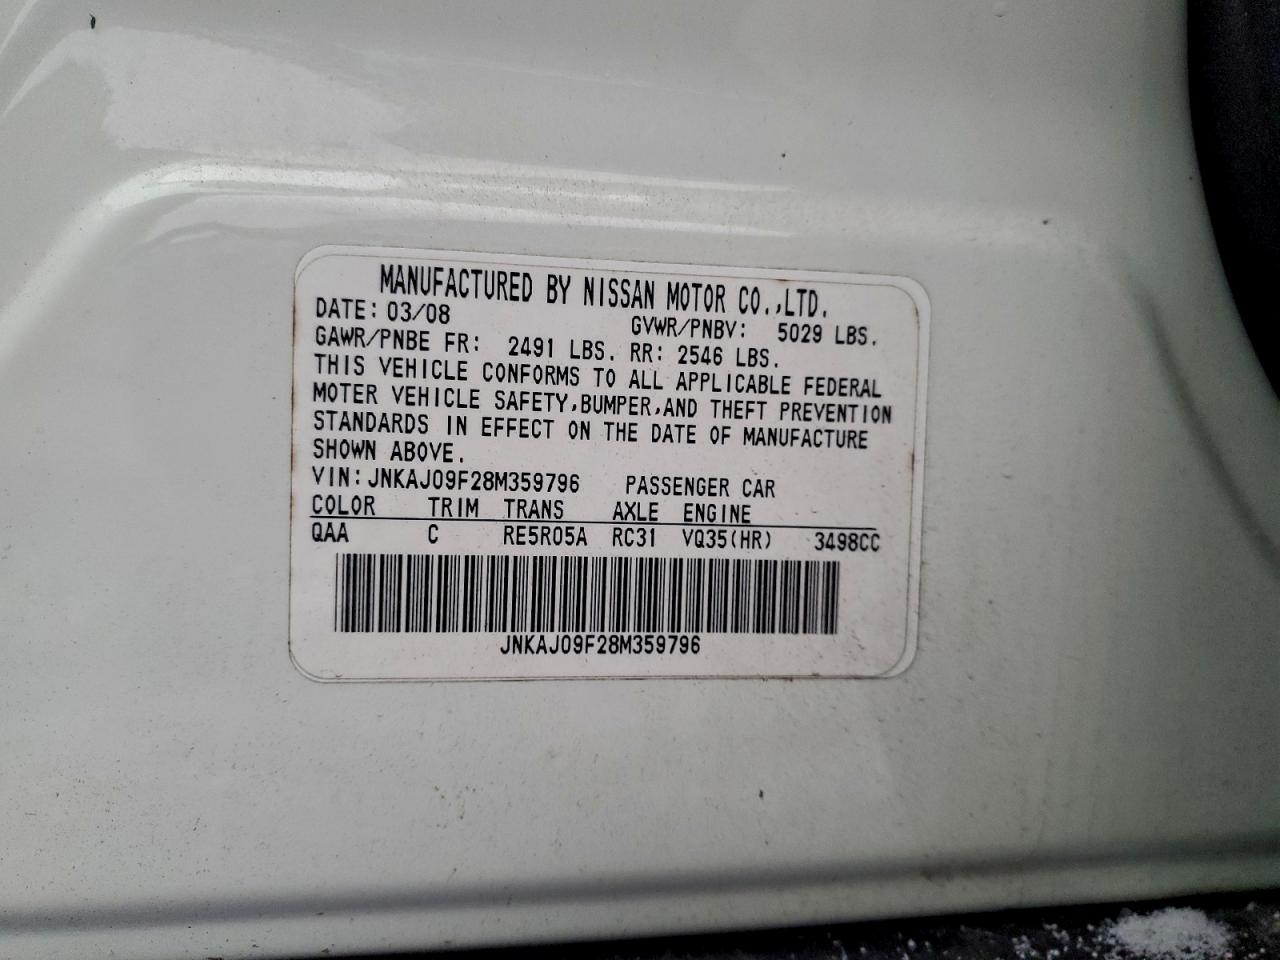 MANUFACTURED BY NISSAN MOTOR CO.,LTD.
DATE: 03/08 GVWR/PNBV: 5029 LBS.
GAWR/PNBE FR: 2491 LBS. RR: 2546 LBS.
THIS VEHICLE CONFORMS TO ALL APPLICABLE FEDERAL
MOTER VEHICLE SAFETY,BUMPER,AND THEFT PREVENTION
STANDARDS IN EFFECT ON THE DATE OF MANUFACTURE
SHOWN ABOVE.
VIN: JNKAJ09F28M359796 PASSENGER CAR
COLOR TRIM TRANS AXLE ENGINE
QAA C RE5R05A RC31 VQ35(HR) 3498CC
JNKAJ09F28M359796